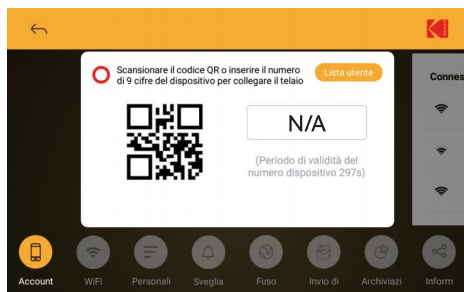 Scansionare il codice QR o inserire il numero
di 9 cifre del dispositivo per collegare il telaio
Lista utente
Connes
N/A
(Periodo di validità del
numero dispositivo 297s)
Account
WiFi
Personali
Sveglia
Fuso
Invio di
Archiviazi
Inform